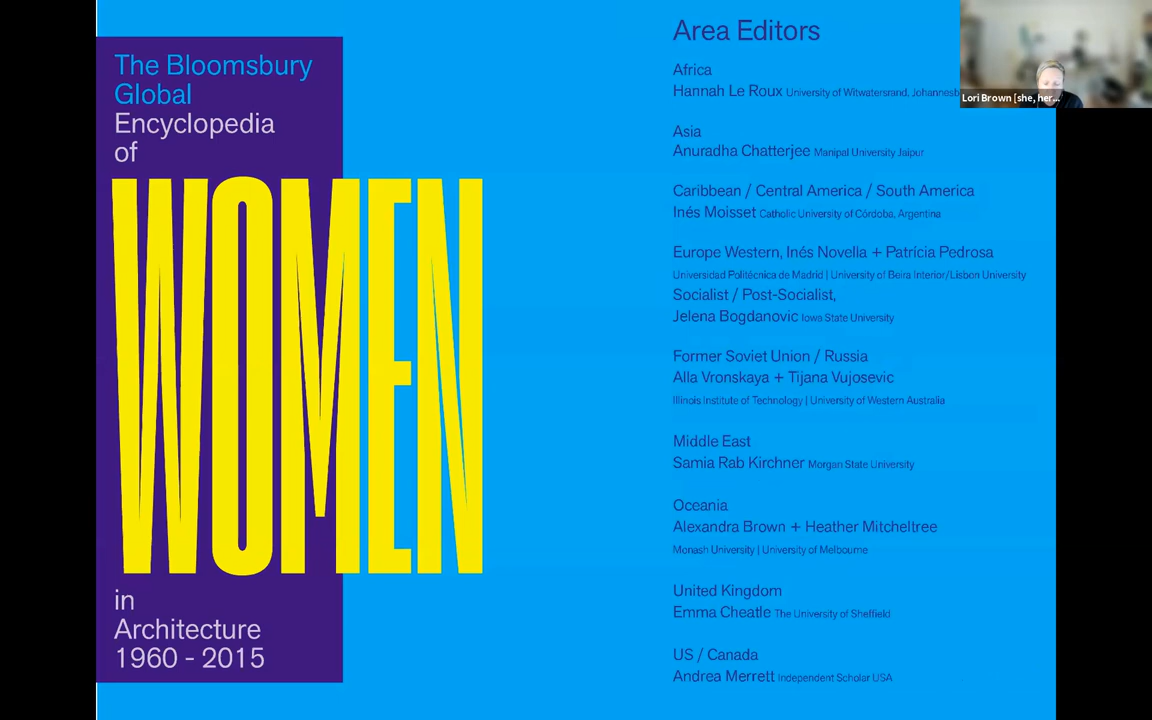 The Bloomsbury
Global
Encyclopedia
of
WOMEN
in
Architecture
1960 - 2015
Area Editors
Africa
Hannah Le Roux University of Witwatersrand, Johannesb
Asia
Anuradha Chatterjee Manipal University Jaipur
Caribbean / Central America / South America
Inés Moisset Catholic University of Córdoba, Argentina
Europe Western, Inés Novella + Patrícia Pedrosa
Universidad Politécnica de Madrid | University of Beira Interior/Lisbon University
Socialist / Post-Socialist,
Jelena Bogdanovic Iowa State University
Former Soviet Union / Russia
Alla Vronskaya + Tijana Vujosevic
Illinois Institute of Technology | University of Western Australia
Middle East
Samia Rab Kirchner Morgan State University
Oceania
Alexandra Brown + Heather Mitcheltree
Monash University | University of Melbourne
United Kingdom
Emma Cheatle The University of Sheffield
US / Canada
Andrea Merrett Independent Scholar USA
Lori Brown [she, her...